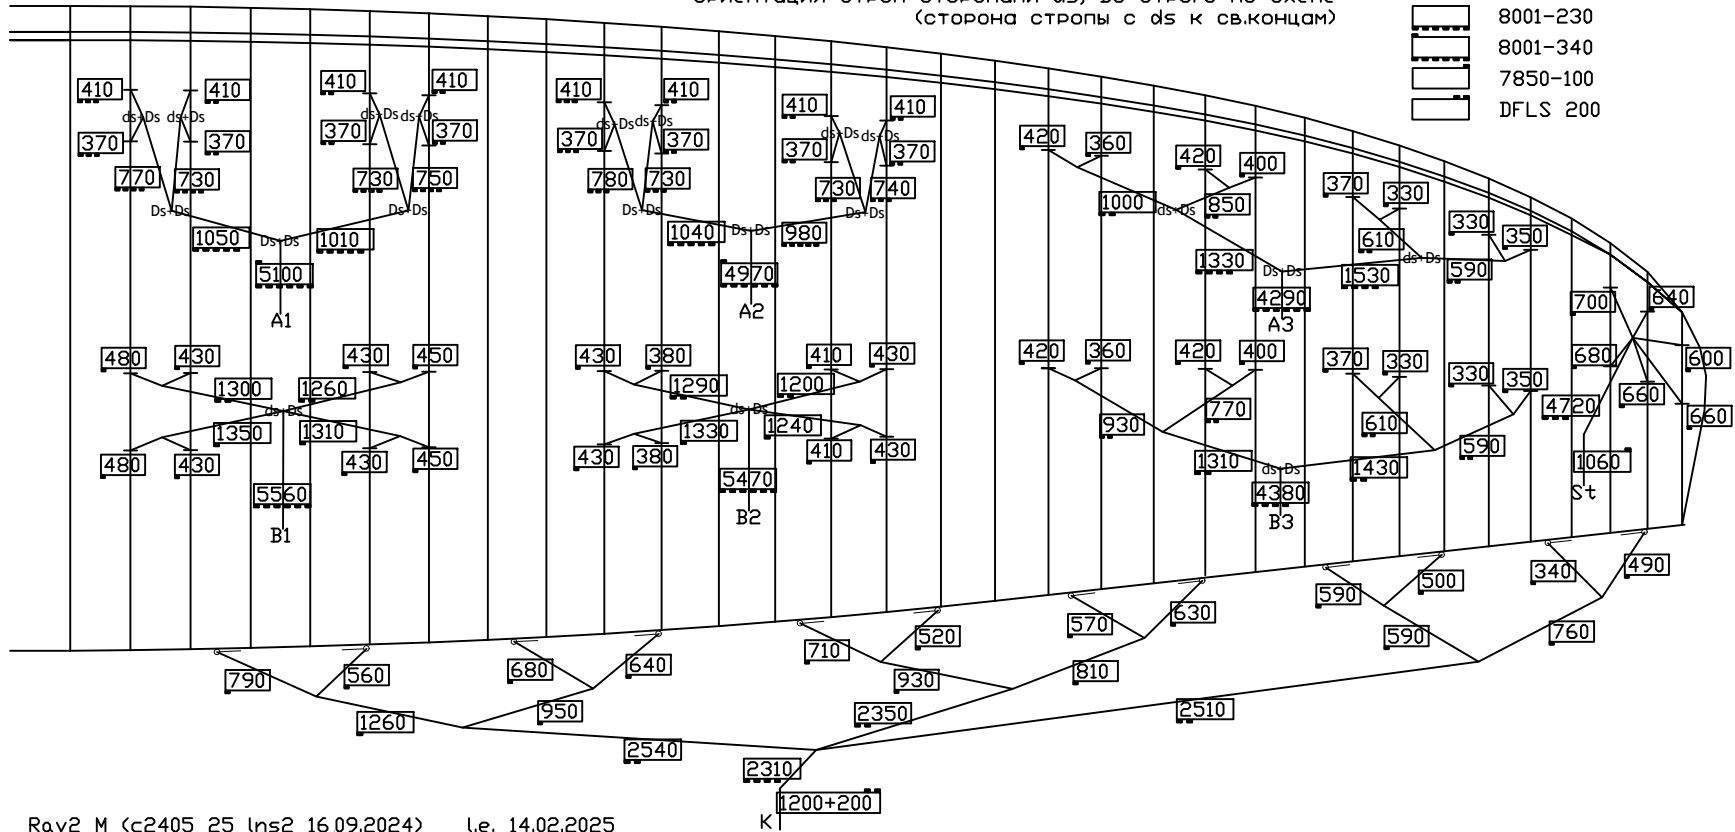 (сторона стропы с ds к св.концам)
8001-230
8001-340
7850-100
DFLS 200
410 410 410 410 410 410 410 410
ds+Ds ds+Ds ds+Ds ds+Ds ds+Ds ds+Ds ds+Ds ds+Ds
370 370 370 370 370 370 370 370
770 730 730 750 780 730 730 740
Ds+Ds Ds+Ds Ds+Ds Ds+Ds
1050 Ds+Ds 1010 1040 Ds+Ds 980
5100 4970
A1 A2
420 360 420 400 370 330 330 350
1000 ds+Ds 850 610 ds+Ds 590
1330 Ds+Ds 1530
4290
A3
700 640
680 600
660 660
4720
1060
St
480 430 430 450 430 380 410 430
1300 1260 1290 1200
ds+Ds ds+Ds
1350 1310 1330 1240
480 430 430 450 430 380 410 430
5560 5470
B1 B2
420 360 420 400 370 330 330 350
930 770 610 590
1310 ds+Ds 1430
4380
B3
790 560 680 640 710 520 570 630 590 500 340 490
1260 950 930 810 590 760
2540 2350 2510
2310
1200+200
K
Ray2 M (c2405_25 lns2 16.09.2024) i.e. 14.02.2025